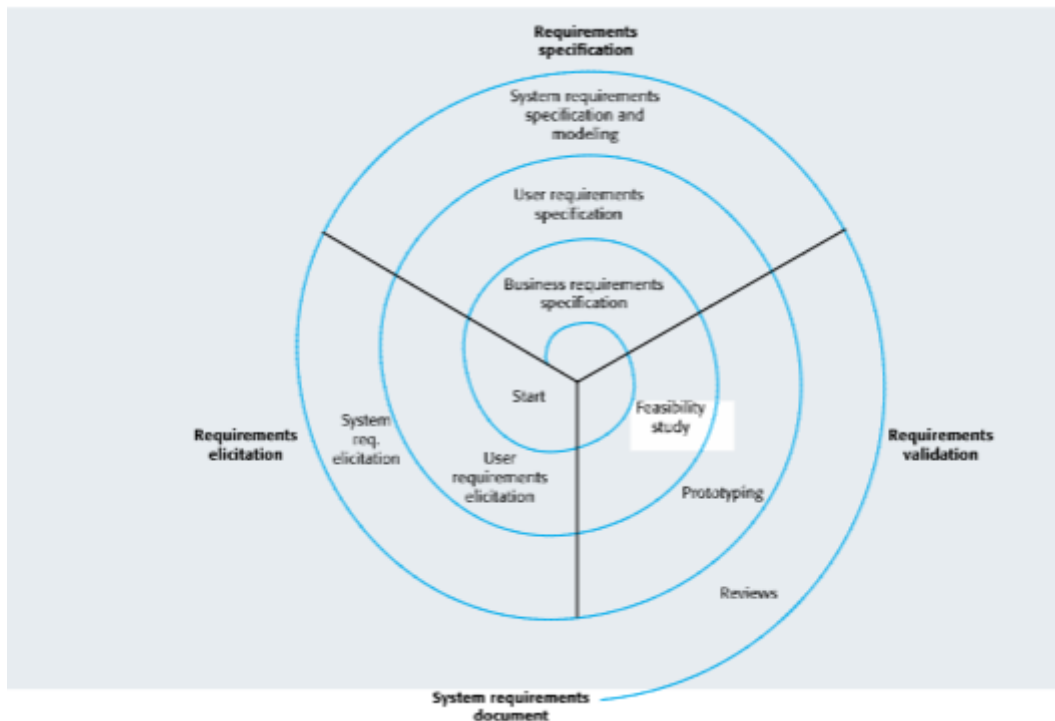 Requirements
specification
System requirements
specification and
modeling
User requirements
specification
Business requirements
specification
Start
Feasibility
study
System
req.
elicitation
Requirements
elicitation
User
requirements
elicitation
Requirements
validation
Prototyping
Reviews
System requirements
document